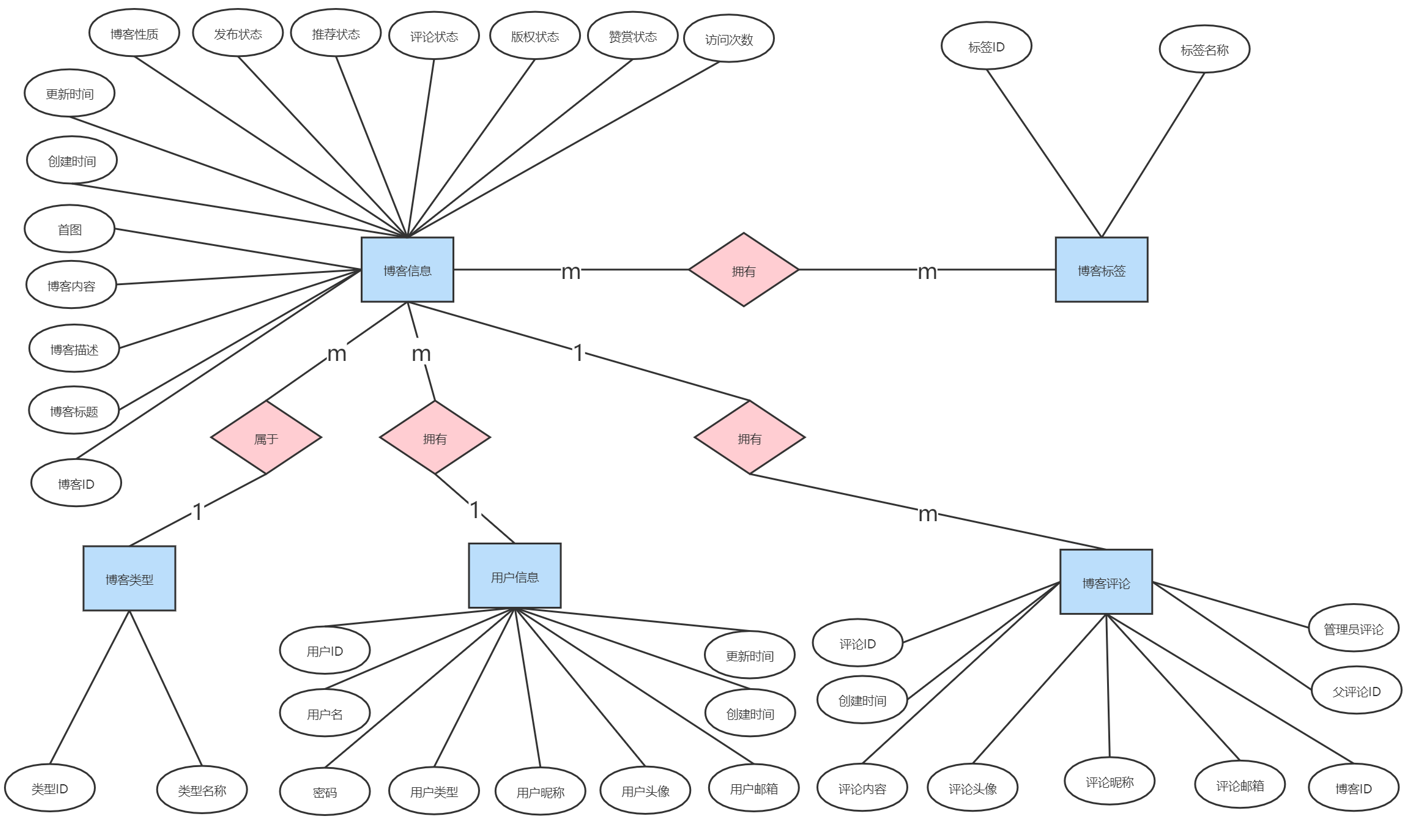 博客性质
发布状态
推荐状态
评论状态
版权状态
赞赏状态
访问次数
标签ID
标签名称
更新时间
创建时间
首图
博客内容
博客描述
博客标题
博客ID
博客信息
m
拥有
m
博客标签
m
m
1
属于
拥有
拥有
1
1
m
博客类型
用户信息
博客评论
用户ID
更新时间
评论ID
管理员评论
用户名
创建时间
创建时间
父评论ID
类型ID
类型名称
密码
用户类型
用户昵称
用户头像
用户邮箱
评论内容
评论头像
评论昵称
评论邮箱
博客ID